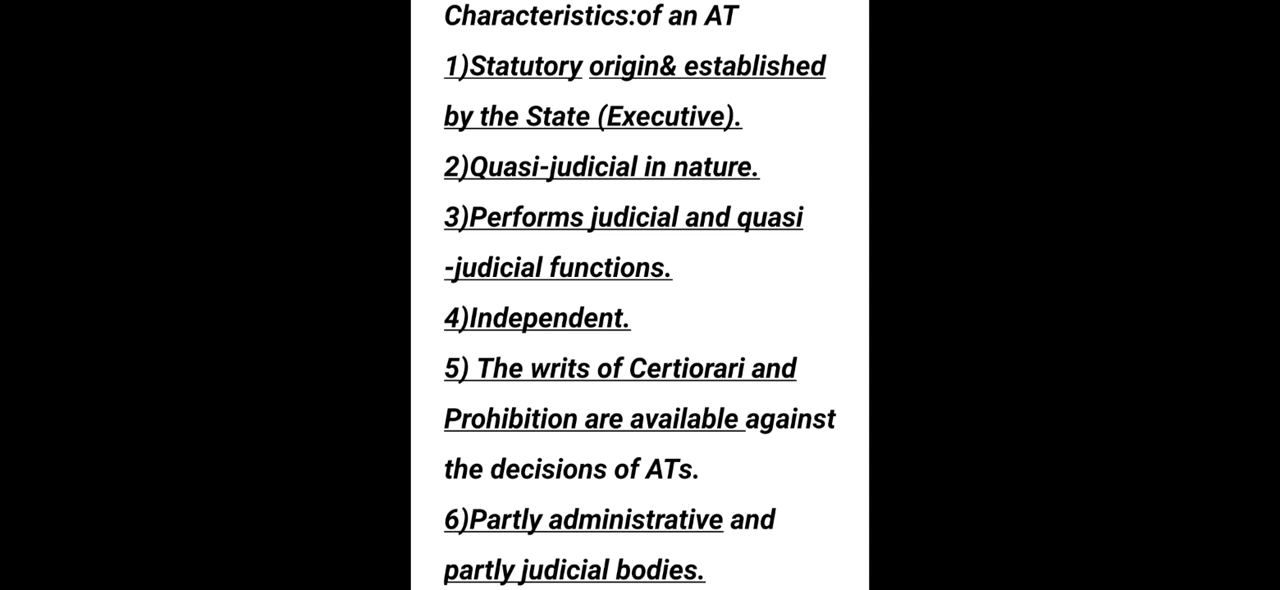 Characteristics:of an AT
1)Statutory origin& established
by the State (Executive).
2)Quasi-judicial in nature.
3)Performs judicial and quasi
-judicial functions.
4)Independent.
5) The writs of Certiorari and
Prohibition are available against
the decisions of ATs.
6)Partly administrative and
partly judicial bodies.